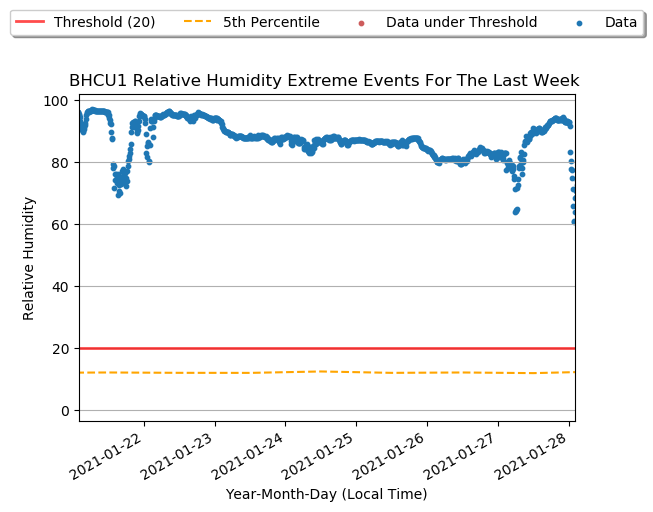 Threshold (20) 5th Percentile Data under Threshold Data
BHCU1 Relative Humidity Extreme Events For The Last Week
100
80
60
40
20
0
Relative Humidity
2021-01-22 2021-01-23 2021-01-24 2021-01-25 2021-01-26 2021-01-27 2021-01-28
Year-Month-Day (Local Time)